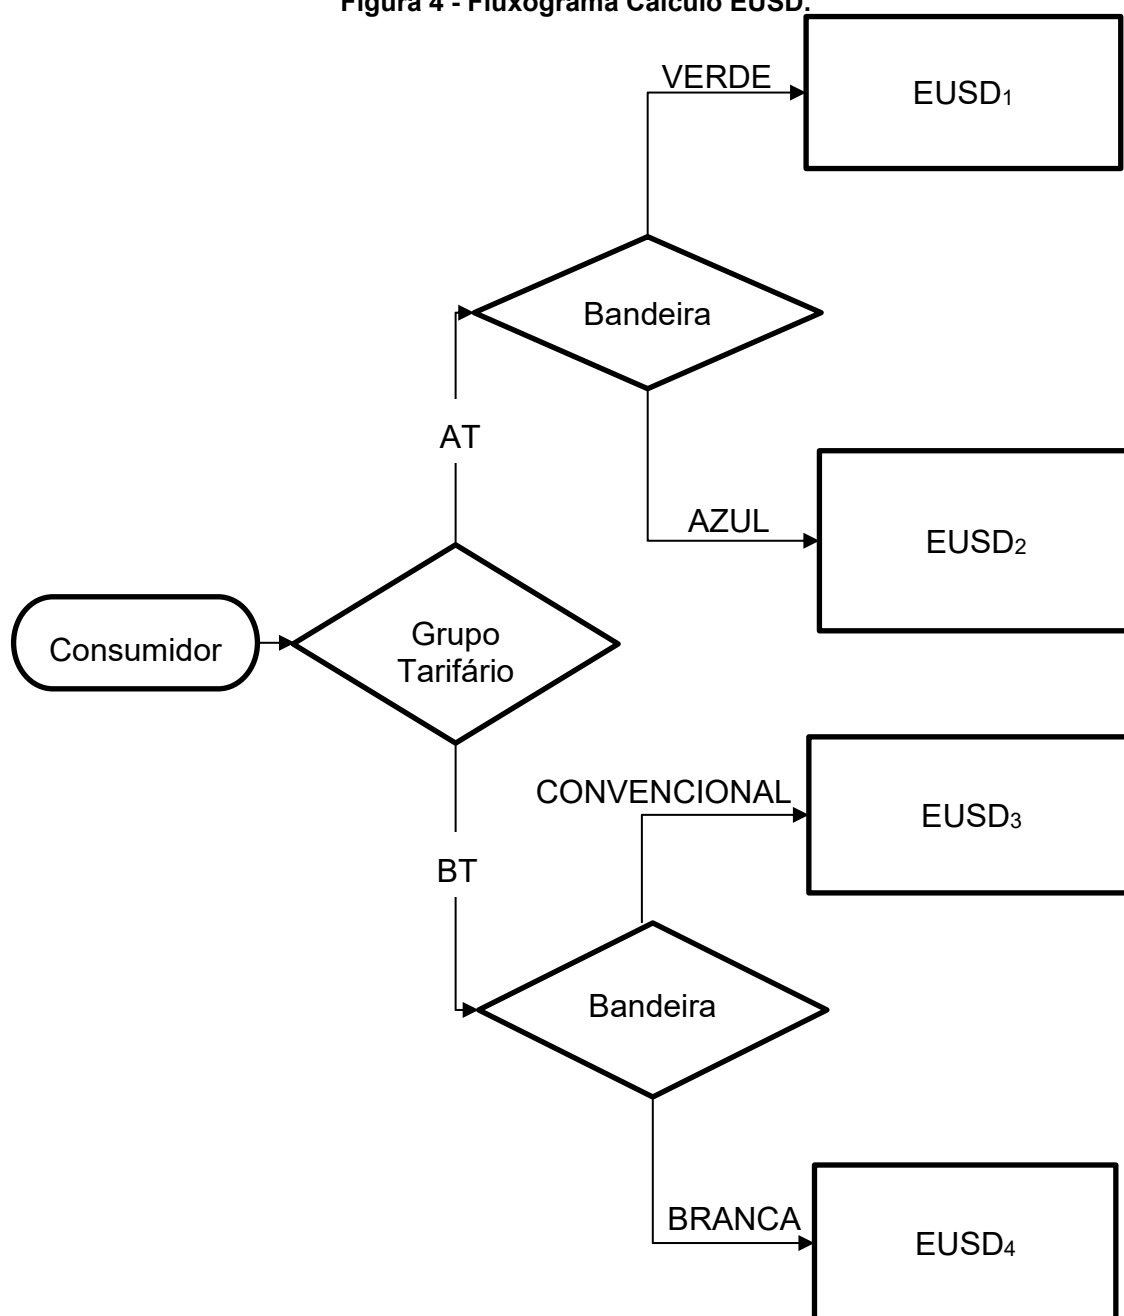 Figura 4 - Fluxograma Cálculo EUSD.
VERDE
EUSD₁
Bandeira
AT
AZUL
EUSD₂
Consumidor
Grupo
Tarifário
CONVENCIONAL
EUSD₃
BT
Bandeira
BRANCA
EUSD₄